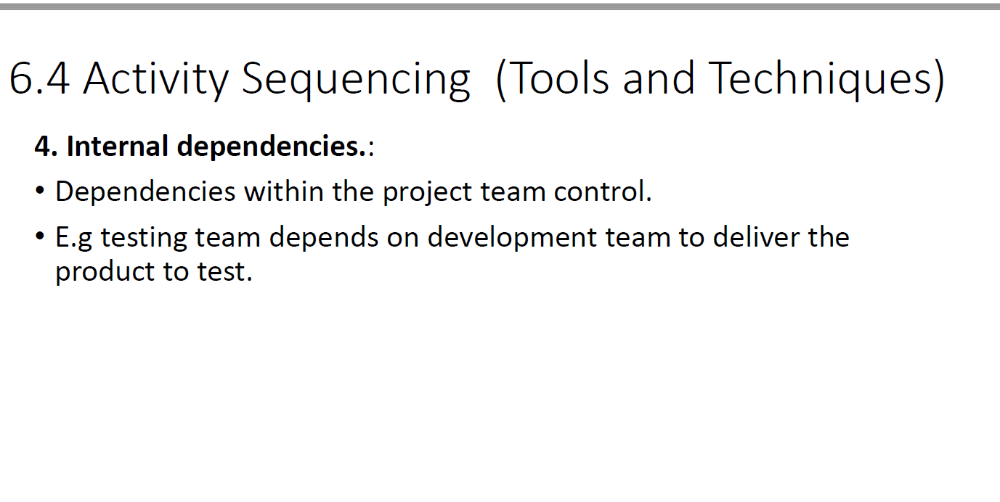 6.4 Activity Sequencing  (Tools and Techniques)
4. Internal dependencies.:
• Dependencies within the project team control.
• E.g testing team depends on development team to deliver the
product to test.